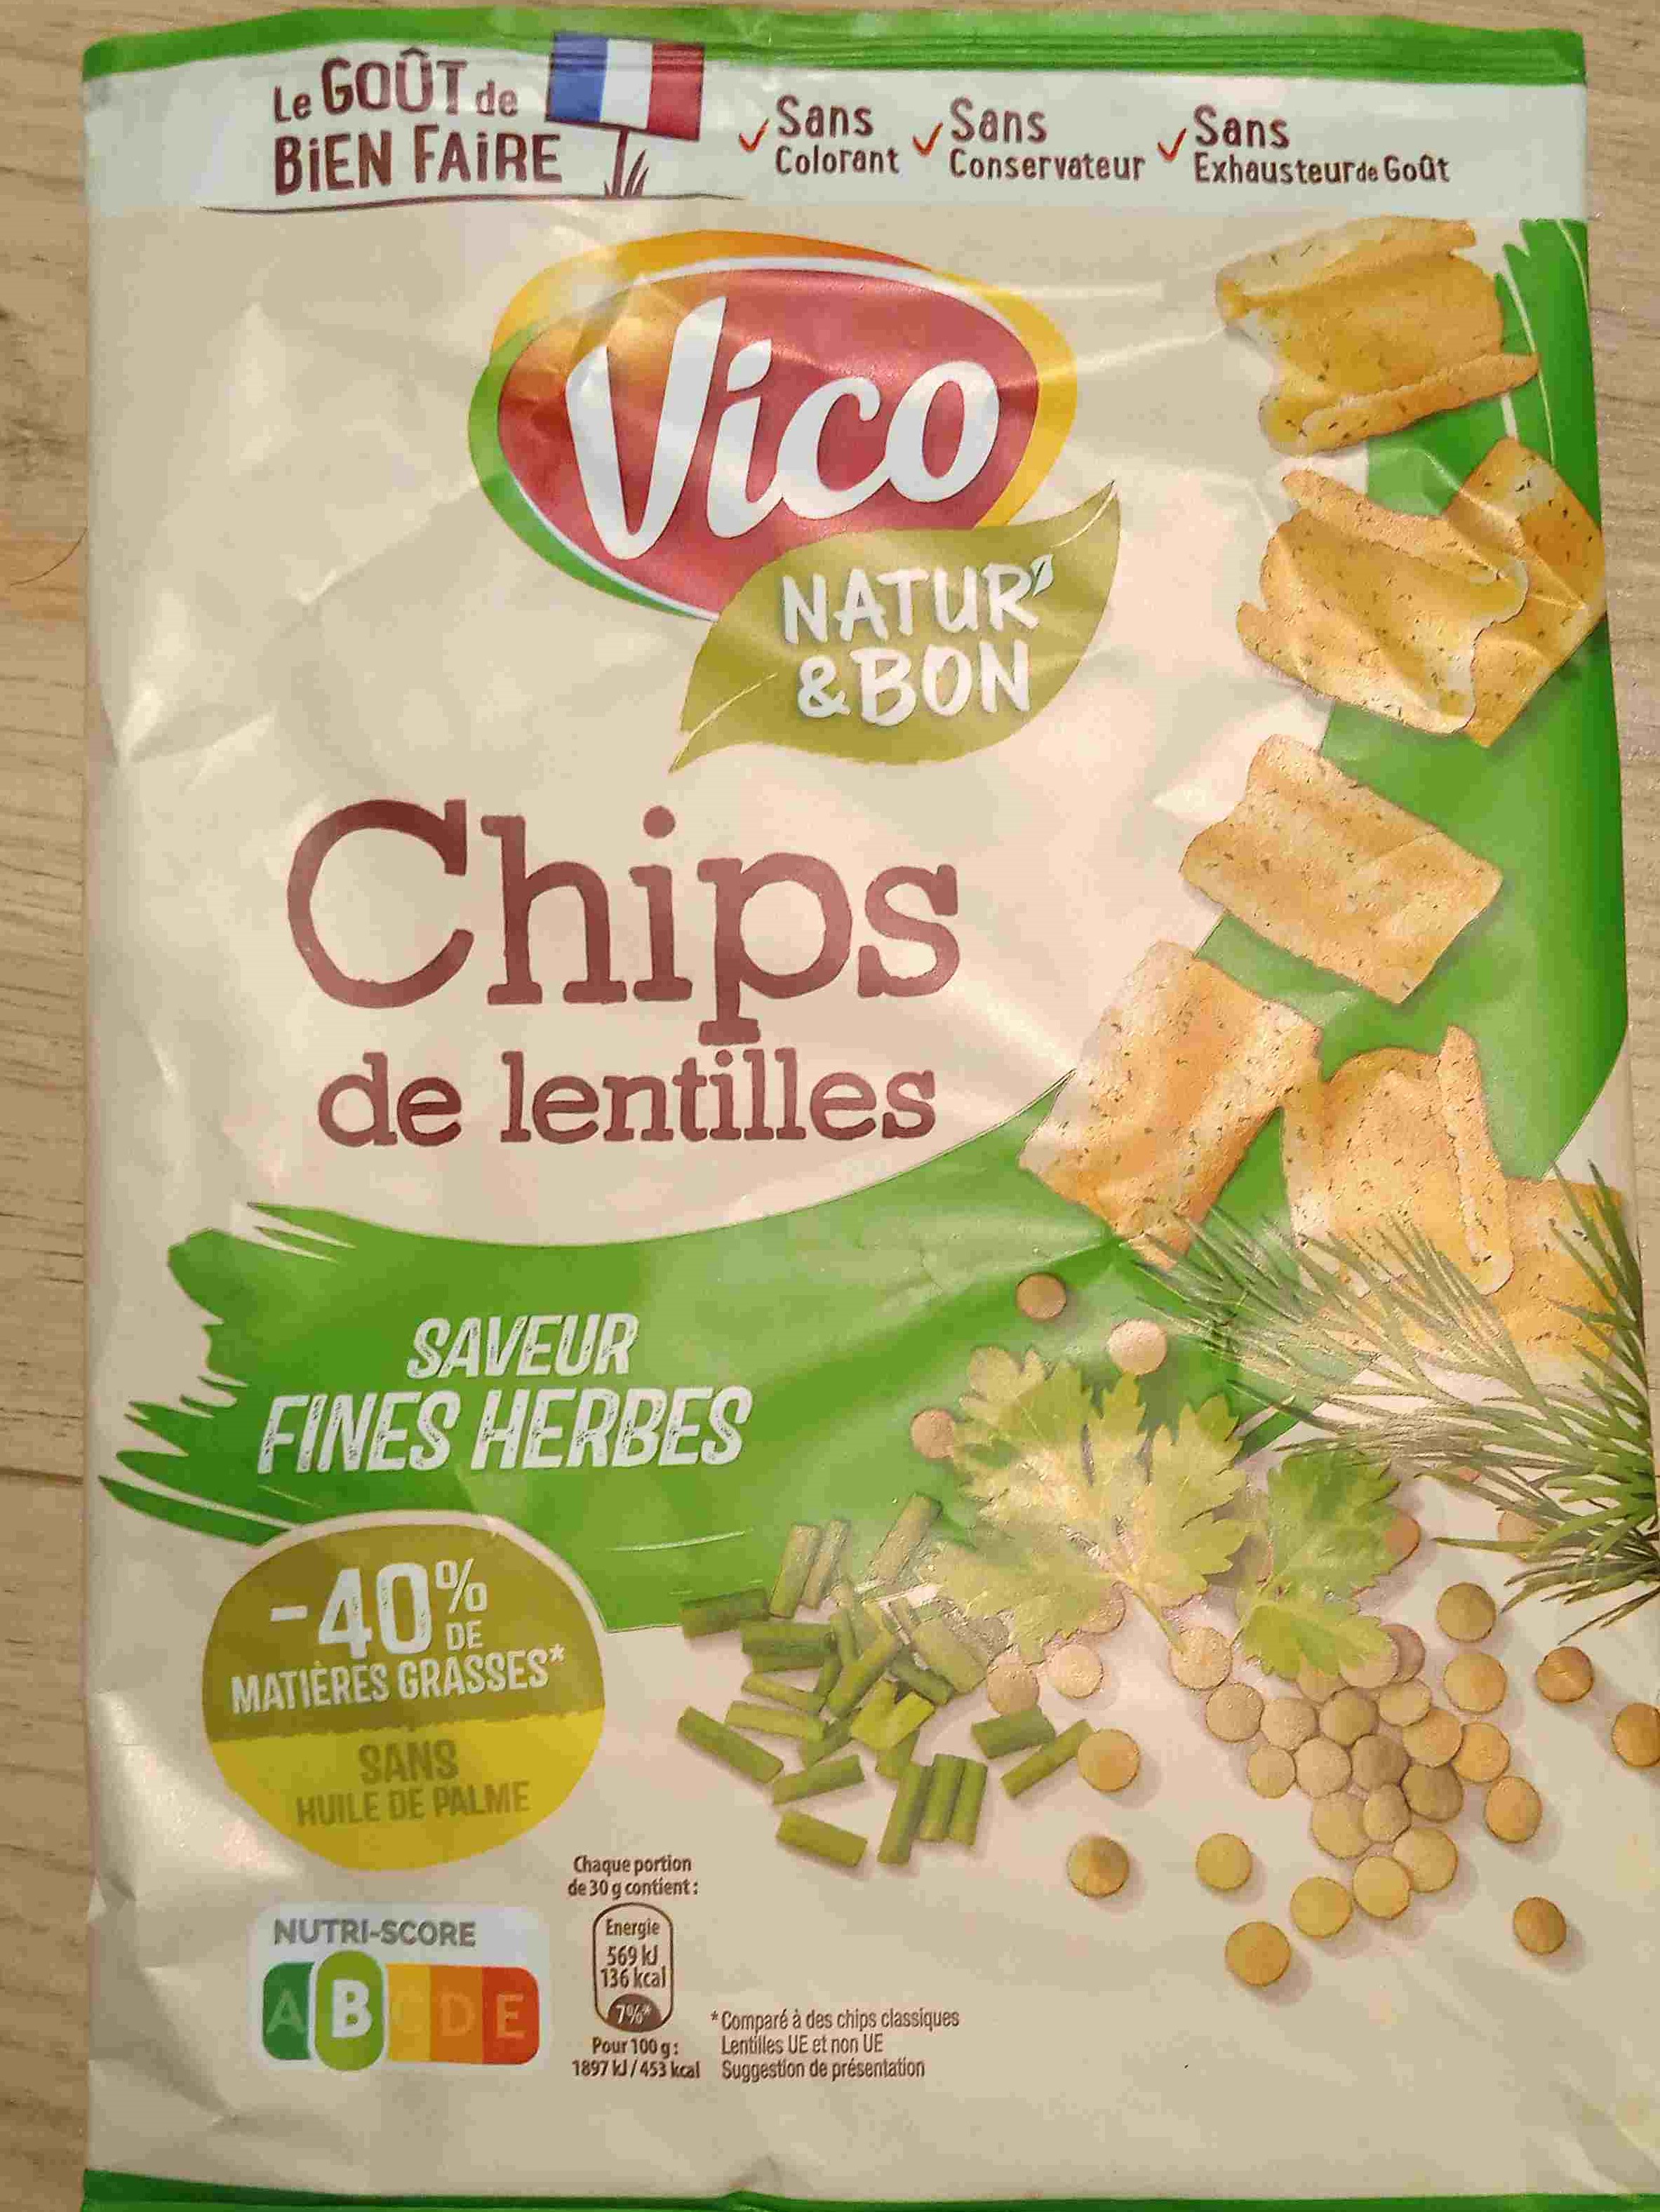 Le GOÛT de
BiEN FAiRE
Sans
Colorant
Sans
Conservateur
Sans
Exhausteur de Goût
Vico
NATUR'
&BON
Chips
de lentilles
SAVEUR
FINES HERBES
-40%
DE
MATIÈRES GRASSES*
SANS
HUILE DE PALME
Chaque portion
de 30 g contient :
NUTRI-SCORE
A B C D E
Energie
569 kJ
136 kcal
7%*
Pour 100 g :
1897 kJ / 453 kcal
*Comparé à des chips classiques
Lentilles UE et non UE
Suggestion de présentation